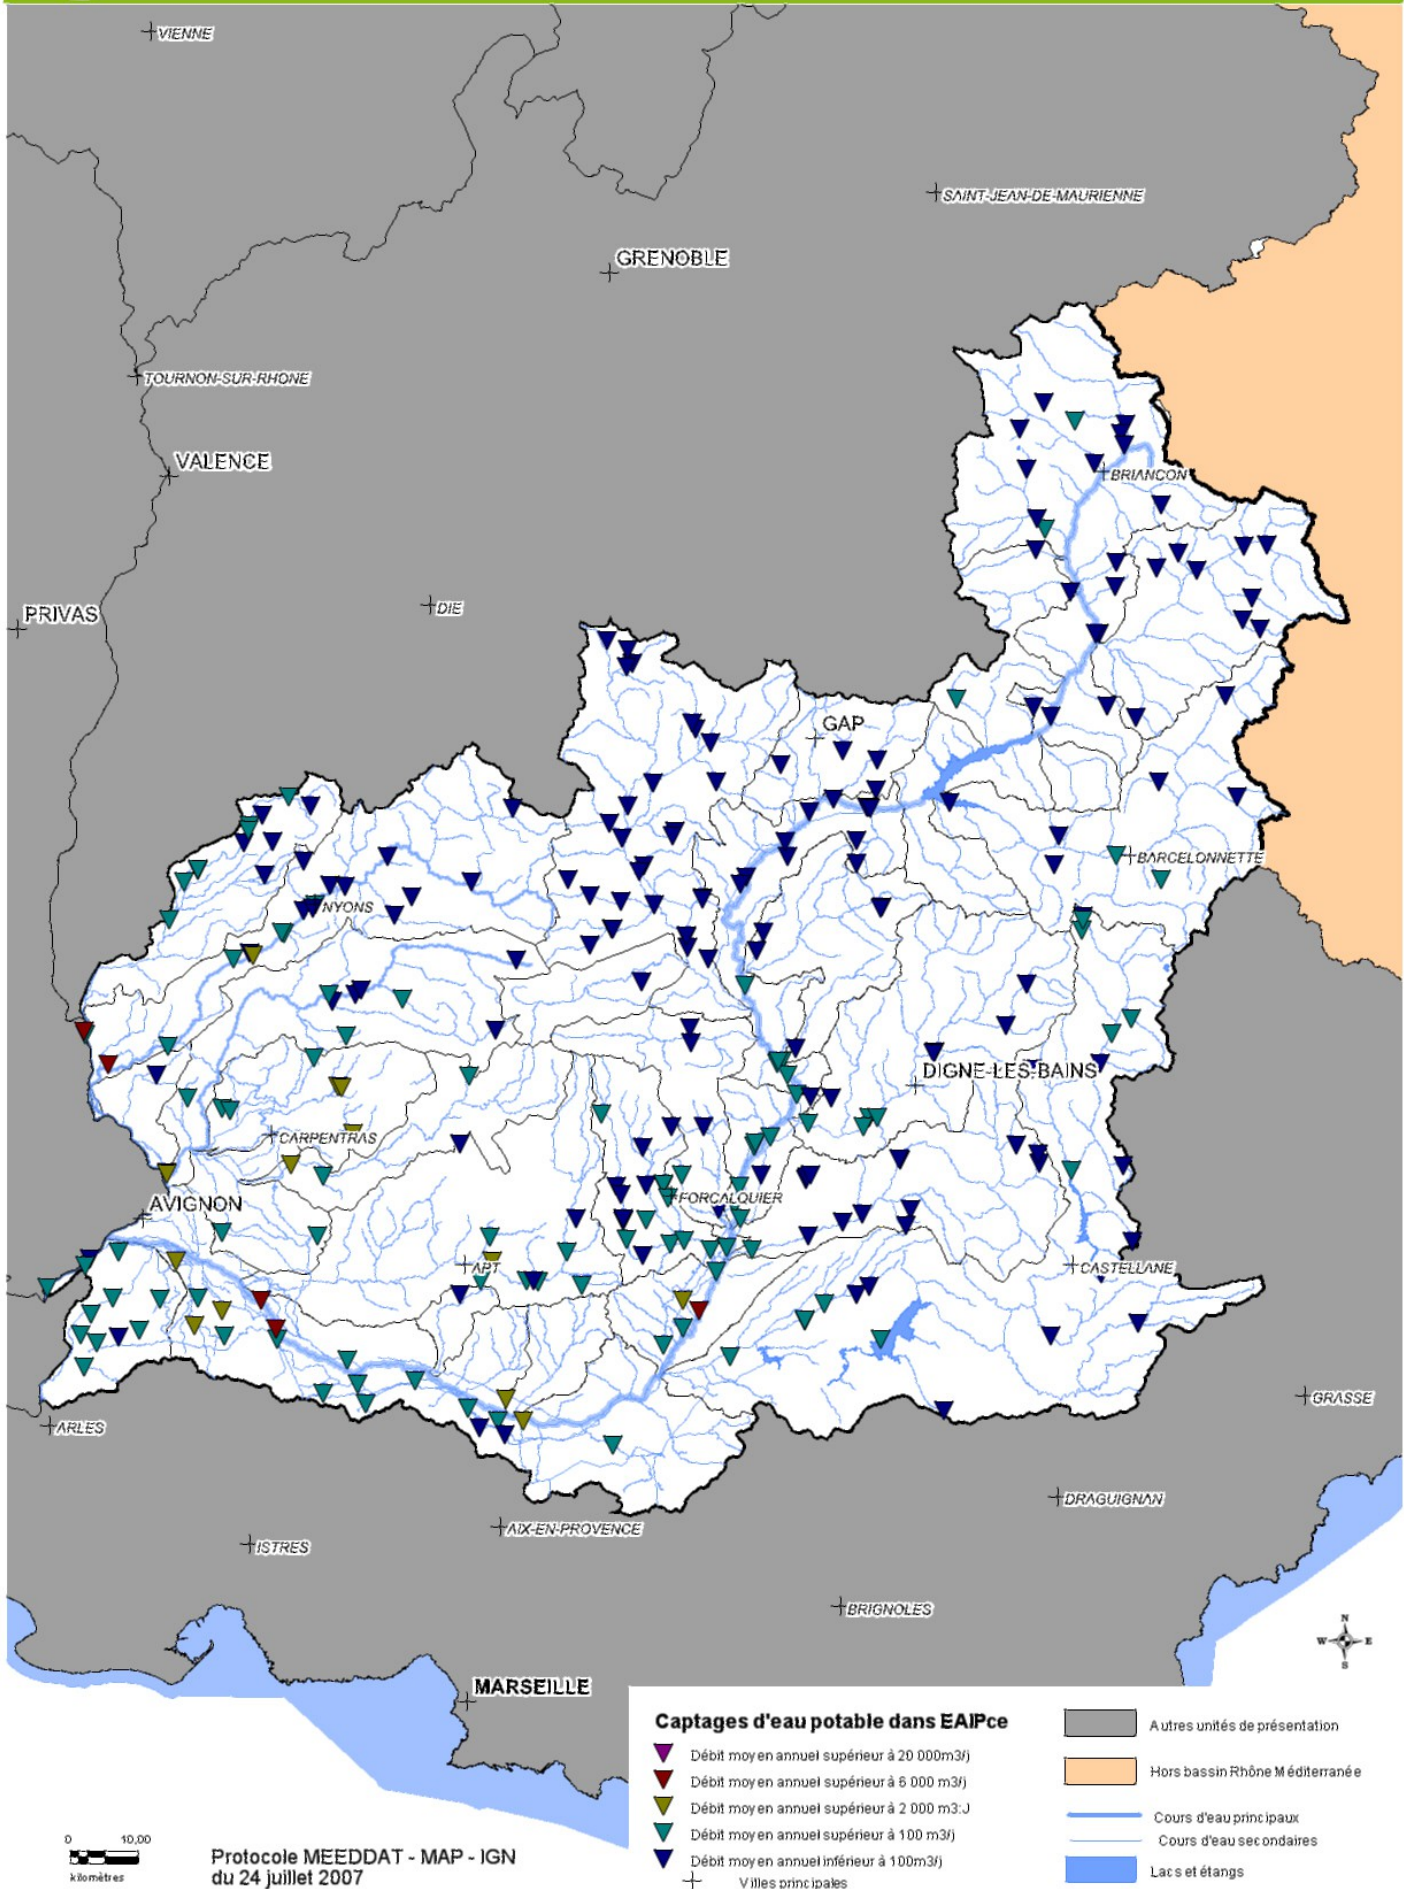 VIENNE
SAINT-JEAN-DE-MAURIENNE
GRENOBLE
TOURNON-SUR-RHONE
VALENCE
BRIANCON
DIE
PRIVAS
GAP
BARCELONNETTE
NYONS
DIGNE-LES-BAINS
CARPENTRAS
FORCALQUIER
AVIGNON
APT
CASTELLANE
GRASSE
ARLES
DRAGUIGNAN
AIX-EN-PROVENCE
ISTRES
BRIGNOLES
N
W E
S
MARSEILLE
Captages d'eau potable dans EAIPce
Débit moyen annuel supérieur à 20 000m3/j
Débit moyen annuel supérieur à 6 000 m3/j
Débit moyen annuel supérieur à 2 000 m3:J
Débit moyen annuel supérieur à 100 m3/j
Débit moyen annuel inférieur à 100m3/j
Villes principales
Autres unités de présentation
Hors bassin Rhône Méditerranée
Cours d'eau principaux
Cours d'eau secondaires
Lacs et étangs
0 10,00
kilomètres
Protocole MEEDDAT - MAP - IGN
du 24 juillet 2007